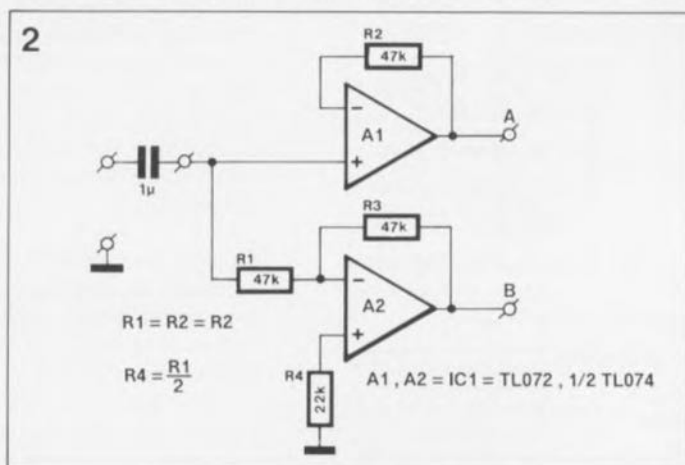 2
R2
47k
A1
−
+
A
1µ
R3
47k
R1
47k
−
A2
+
B
R1 = R2 = R2
R4 = R1/2
R4
22k
A1 , A2 = IC1 = TL072 , 1/2 TL074